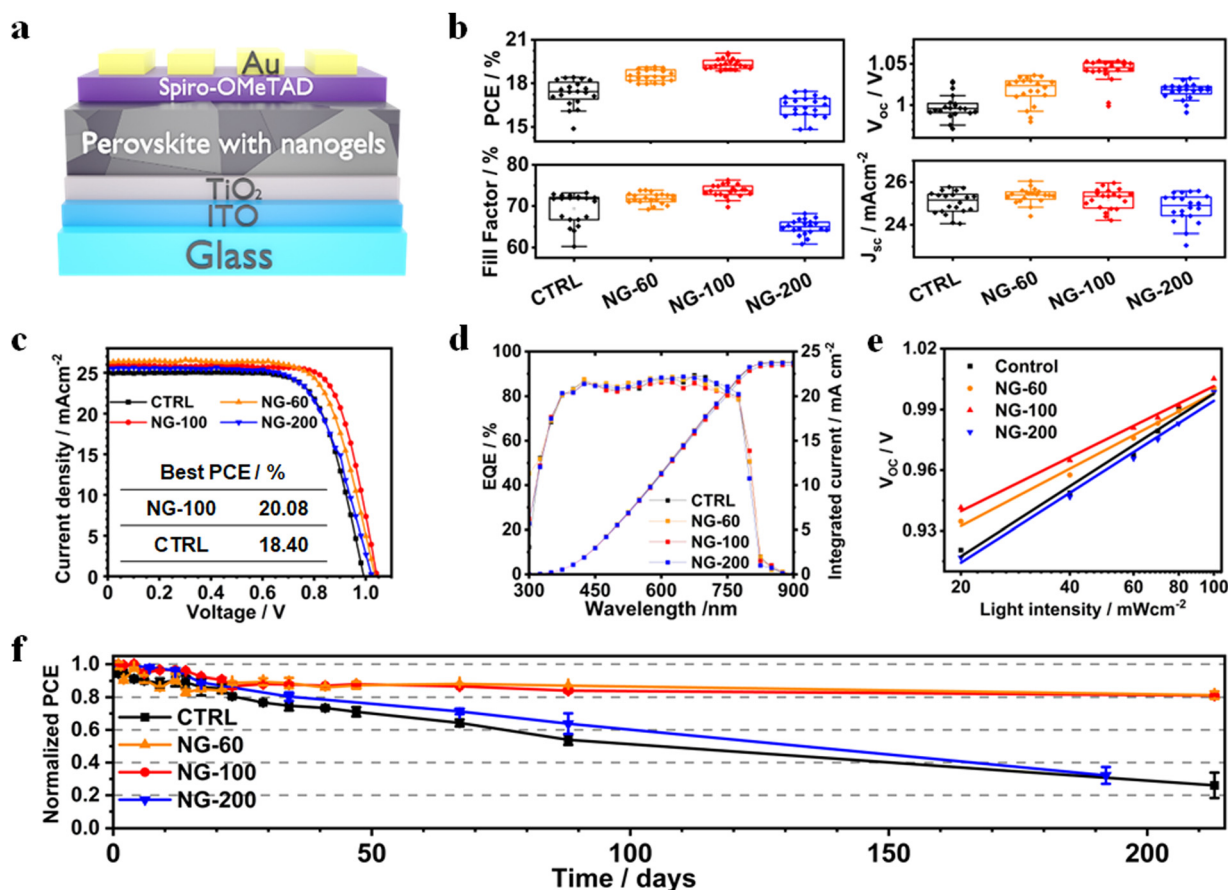 a
Au
Spiro-OMeTAD
Perovskite with nanogels
TiO₂
ITO
Glass
b
PCE / %
21
18
15
V_oc / V
1.05
1
Fill Factor / %
80
70
60
J_sc / mAcm⁻²
26
25
24
CTRL
NG-60
NG-100
NG-200
CTRL
NG-60
NG-100
NG-200
c
Current density / mAcm⁻²
25
20
15
10
5
0
CTRL NG-60
NG-100 NG-200
Best PCE / %
NG-100 20.08
CTRL 18.40
0.0 0.2 0.4 0.6 0.8 1.0
Voltage / V
d
EQE / %
100
80
60
40
20
0
CTRL
NG-60
NG-100
NG-200
300 450 600 750 900
Wavelength /nm
25
20
15
10
5
0
Integrated current / mA cm⁻²
e
V_OC / V
1.02
0.99
0.96
0.93
Control
NG-60
NG-100
NG-200
20 40 60 80 100
Light intensity / mWcm⁻²
f
Normalized PCE
1.0
0.8
0.6
0.4
0.2
0.0
CTRL
NG-60
NG-100
NG-200
0 50 100 150 200
Time / days